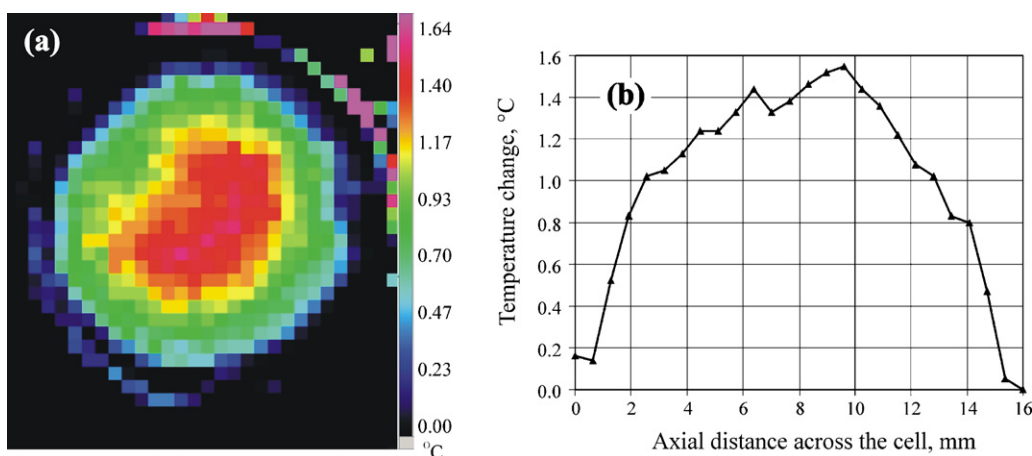 (a)
1.64
1.40
1.17
0.93
0.70
0.47
0.23
0.00
°C
(b)
Temperature change, °C
1.6
1.4
1.2
1.0
0.8
0.6
0.4
0.2
0.0
0 2 4 6 8 10 12 14 16
Axial distance across the cell, mm